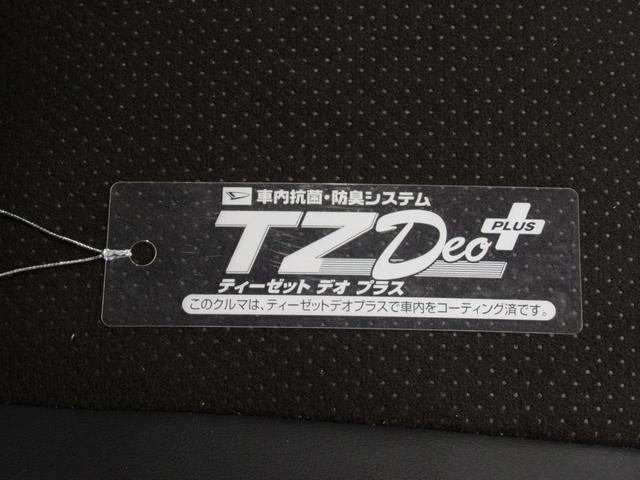 車内抗菌・防臭システム
TZDeo PLUS
ティーゼット デオ プラス
このクルマは、ティーゼットデオプラスで車内をコーティング済です。